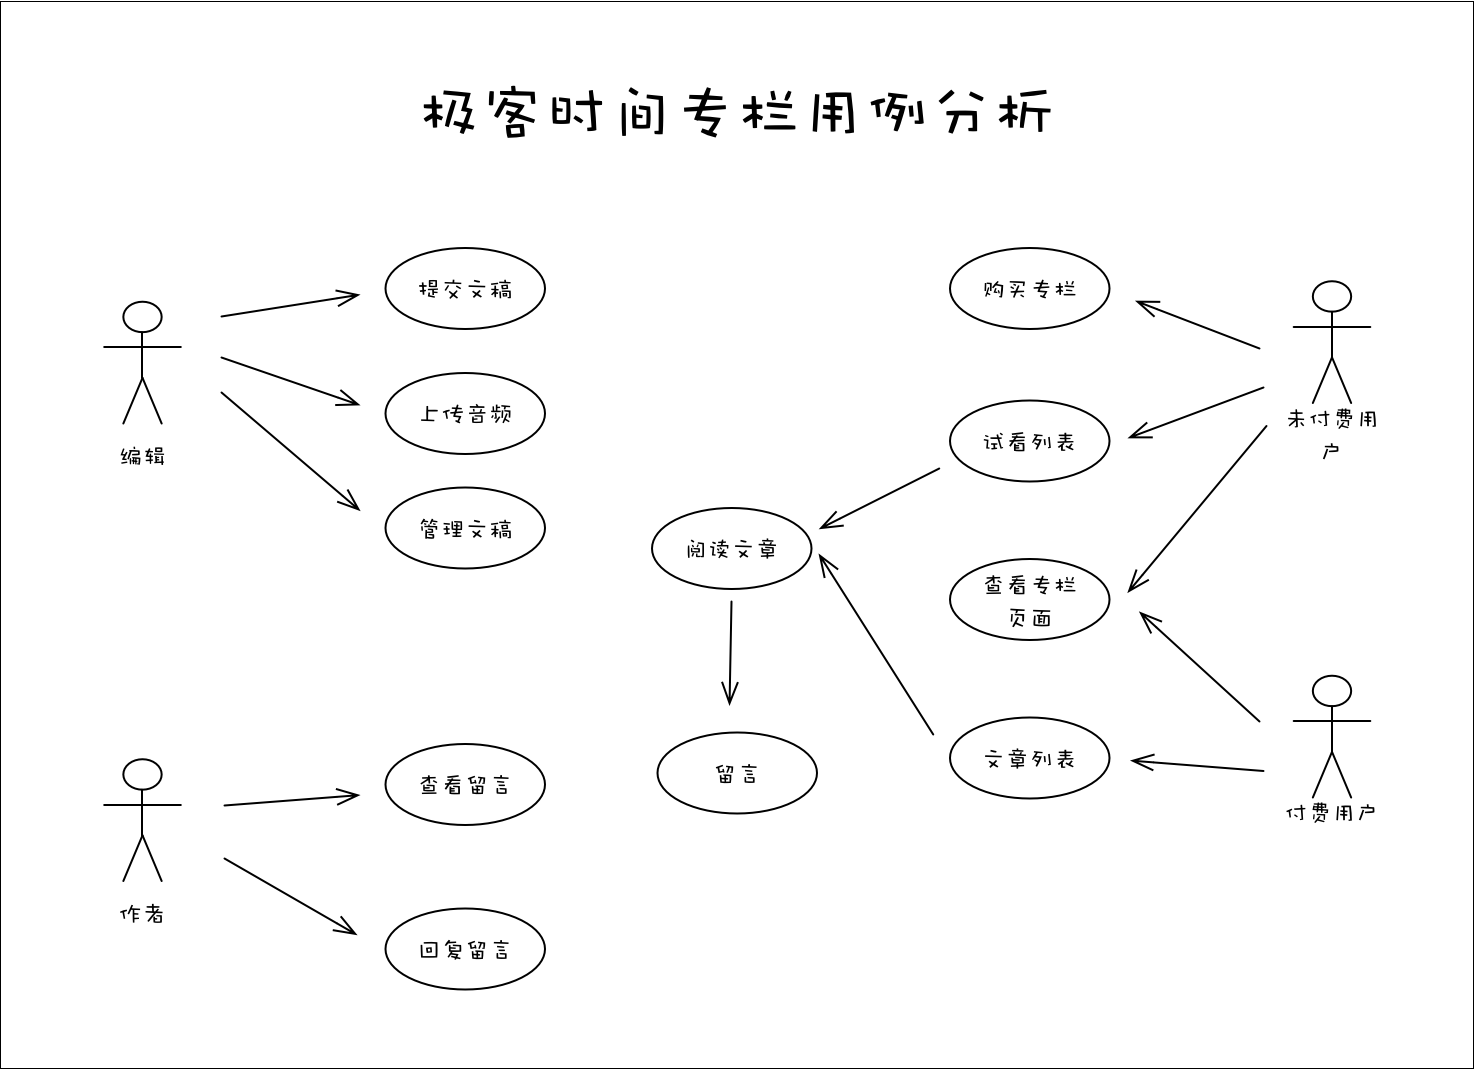 极客时间专栏用例分析
提交文稿
购买专栏
上传音频
未付费用
户
试看列表
编辑
管理文稿
阅读文章
查看专栏
页面
文章列表
留言
查看留言
付费用户
作者
回复留言